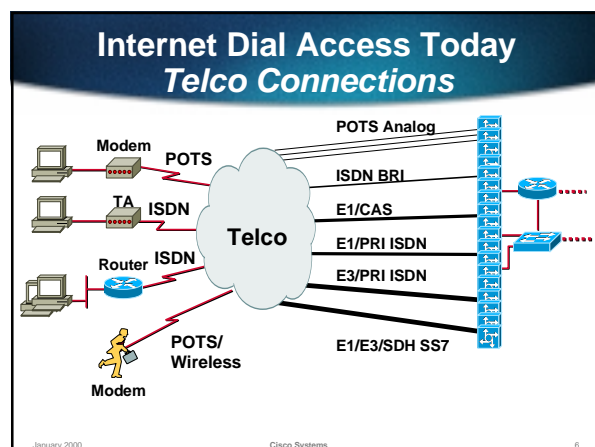 Internet Dial Access Today
Telco Connections
Modem
POTS
TA
ISDN
Router
ISDN
POTS/
Wireless
Modem
Telco
POTS Analog
ISDN BRI
E1/CAS
E1/PRI ISDN
E3/PRI ISDN
E1/E3/SDH SS7
January 2000
Cisco Systems
6